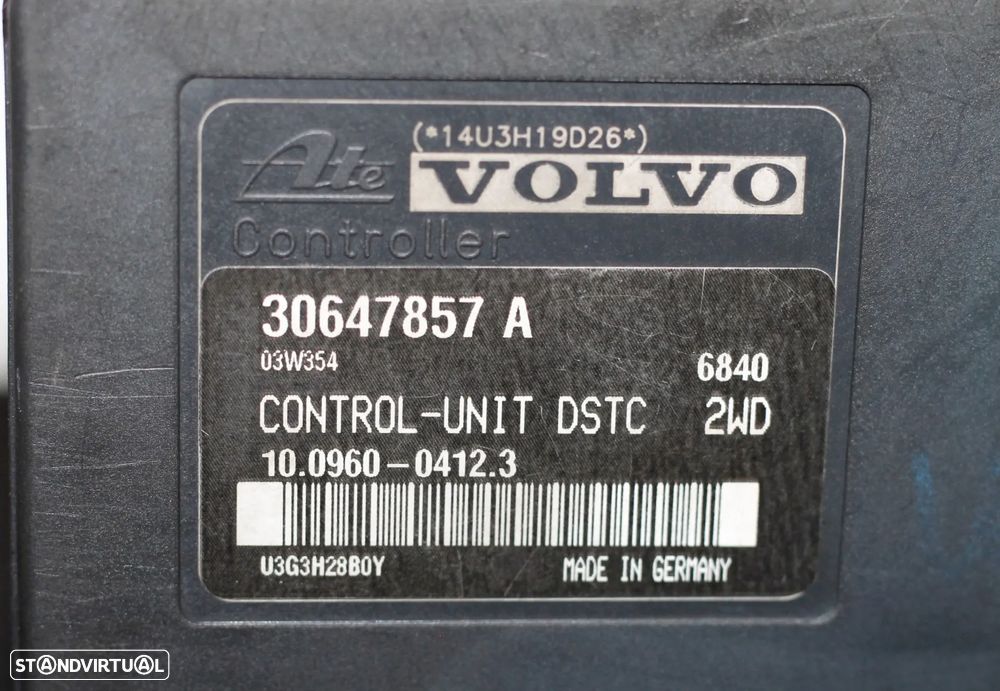 (*14U3H19D26*)
Ate VOLVO
Controller
30647857 A
03W354 6840
CONTROL-UNIT DSTC 2WD
10.0960-0412.3
U3G3H28B0Y MADE IN GERMANY
STANDVIRTUAL